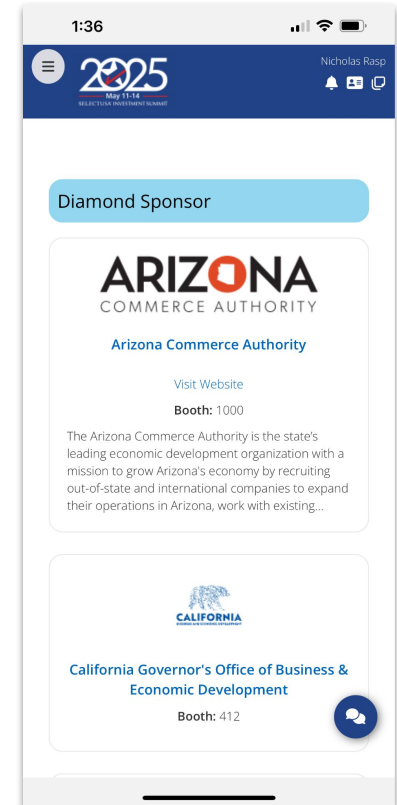 1:36
Nicholas Rasp
2025
May 11-14
SELECTUSA INVESTMENT SUMMIT
Diamond Sponsor
ARIZONA
COMMERCE AUTHORITY
Arizona Commerce Authority
Visit Website
Booth: 1000
The Arizona Commerce Authority is the state's
leading economic development organization with a
mission to grow Arizona's economy by recruiting
out-of-state and international companies to expand
their operations in Arizona, work with existing...
CALIFORNIA
California Governor's Office of Business &
Economic Development
Booth: 412